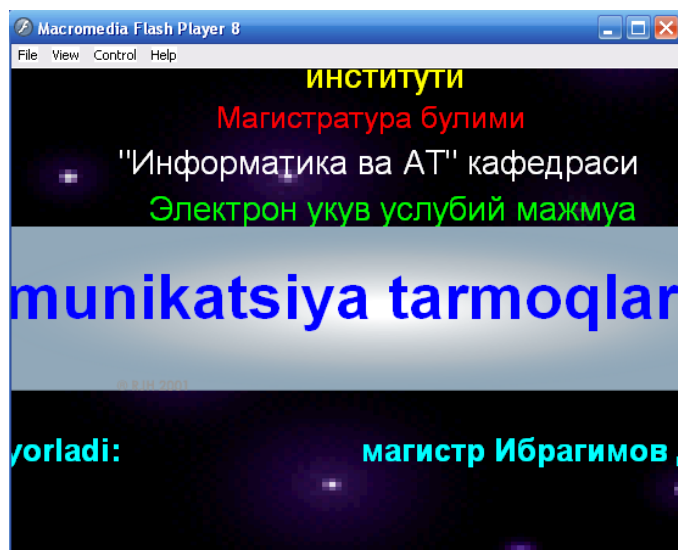 Macromedia Flash Player 8
File View Control Help
институти
Магистратура булими
"Информатика ва АТ" кафедраси
Электрон укув услубий мажмуа
munikatsiya tarmoqlar
yorladi: магистр Ибрагимов